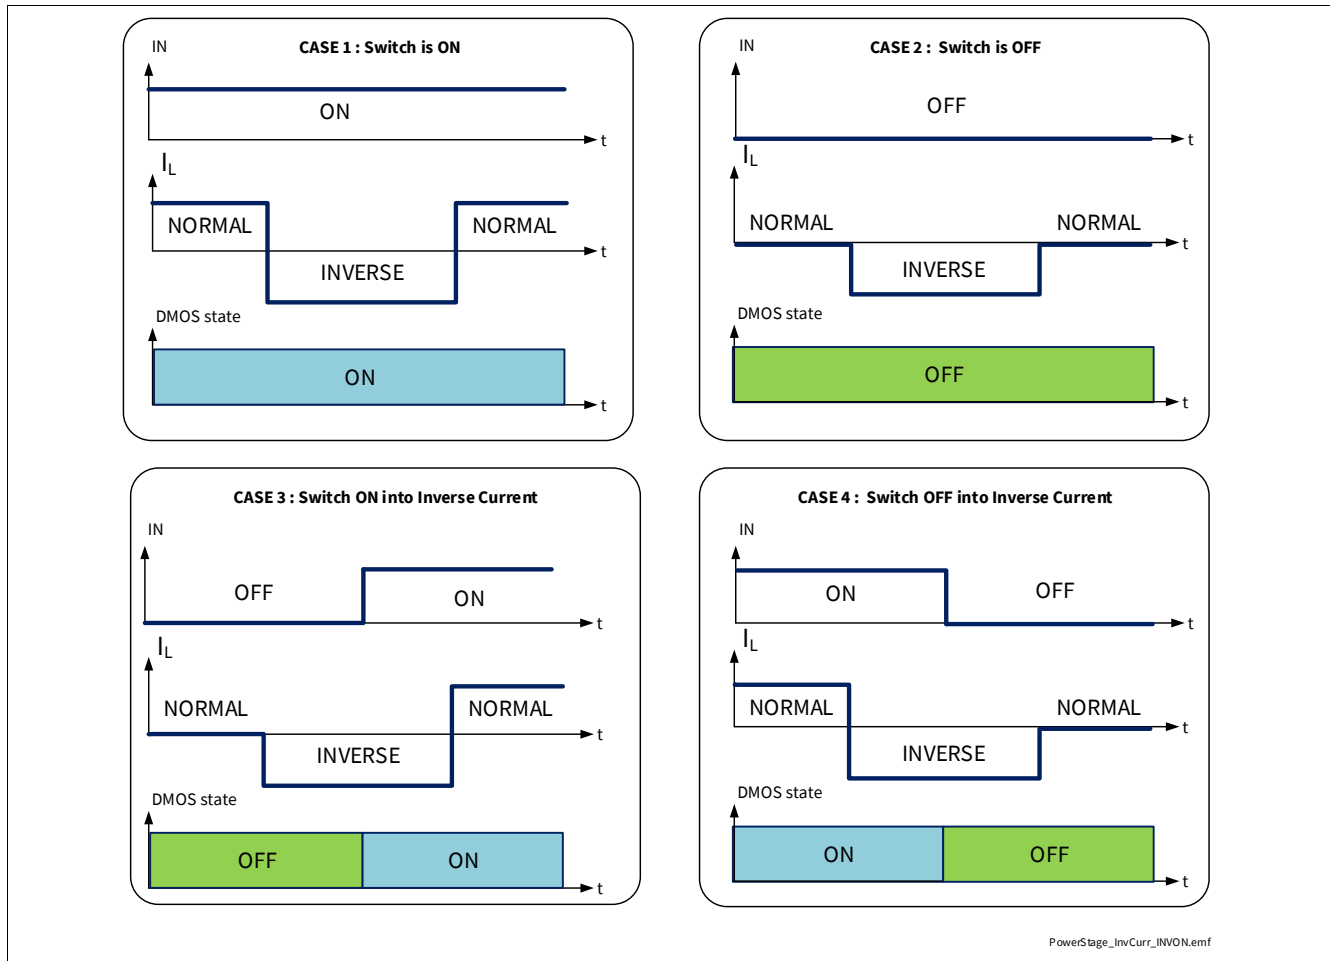 CASE 1 : Switch is ON
IN
ON
t
IL
NORMAL
NORMAL
t
INVERSE
DMOS state
ON
t
CASE 2 : Switch is OFF
IN
OFF
t
IL
NORMAL
NORMAL
t
INVERSE
DMOS state
OFF
t
CASE 3 : Switch ON into Inverse Current
IN
OFF
ON
t
IL
NORMAL
NORMAL
t
INVERSE
DMOS state
OFF
ON
t
CASE 4 : Switch OFF into Inverse Current
IN
ON
OFF
t
IL
NORMAL
NORMAL
t
INVERSE
DMOS state
ON
OFF
t
PowerStage_InvCurr_INVON.emf